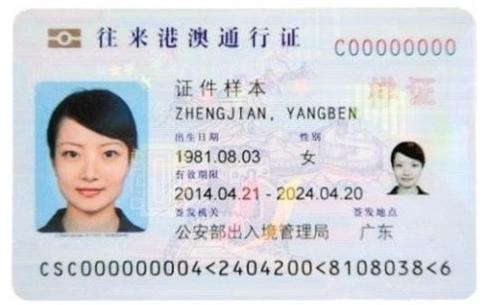 往来港澳通行证
C00000000
样证
证件样本
ZHENGJIAN, YANGBEN
出生日期 性别
1981.08.03 女
有效期限
2014.04.21 - 2024.04.20
签发机关 签发地点
公安部出入境管理局 广东
CSC000000004<2404200<8108038<6